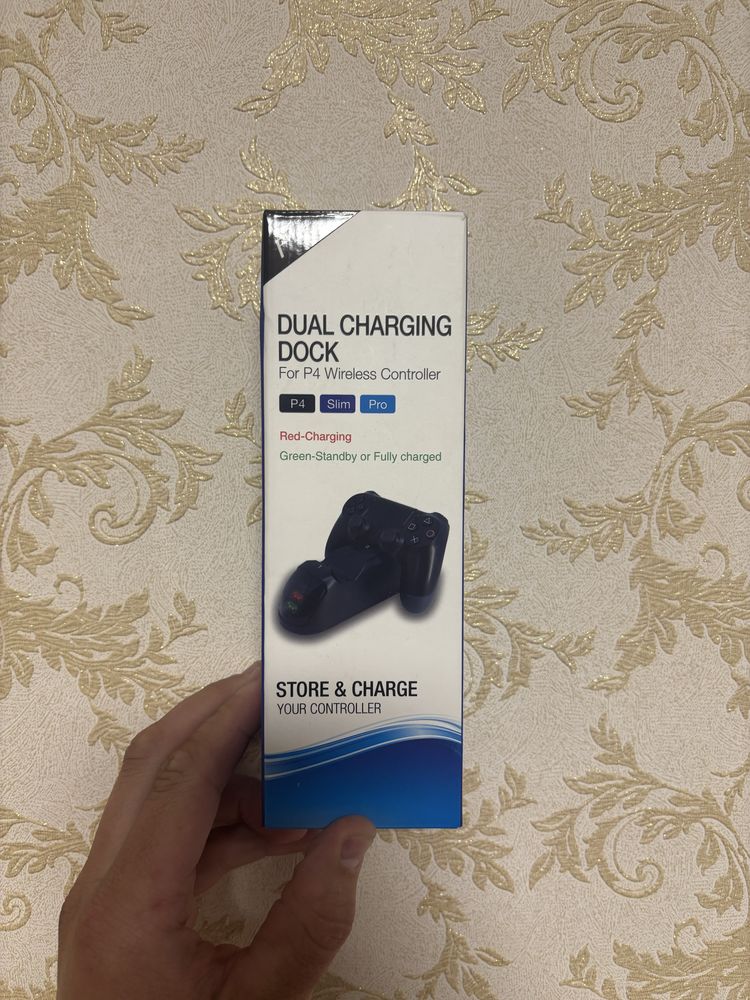 DUAL CHARGING
DOCK
For P4 Wireless Controller
P4 Slim Pro
Red-Charging
Green-Standby or Fully charged
STORE & CHARGE
YOUR CONTROLLER